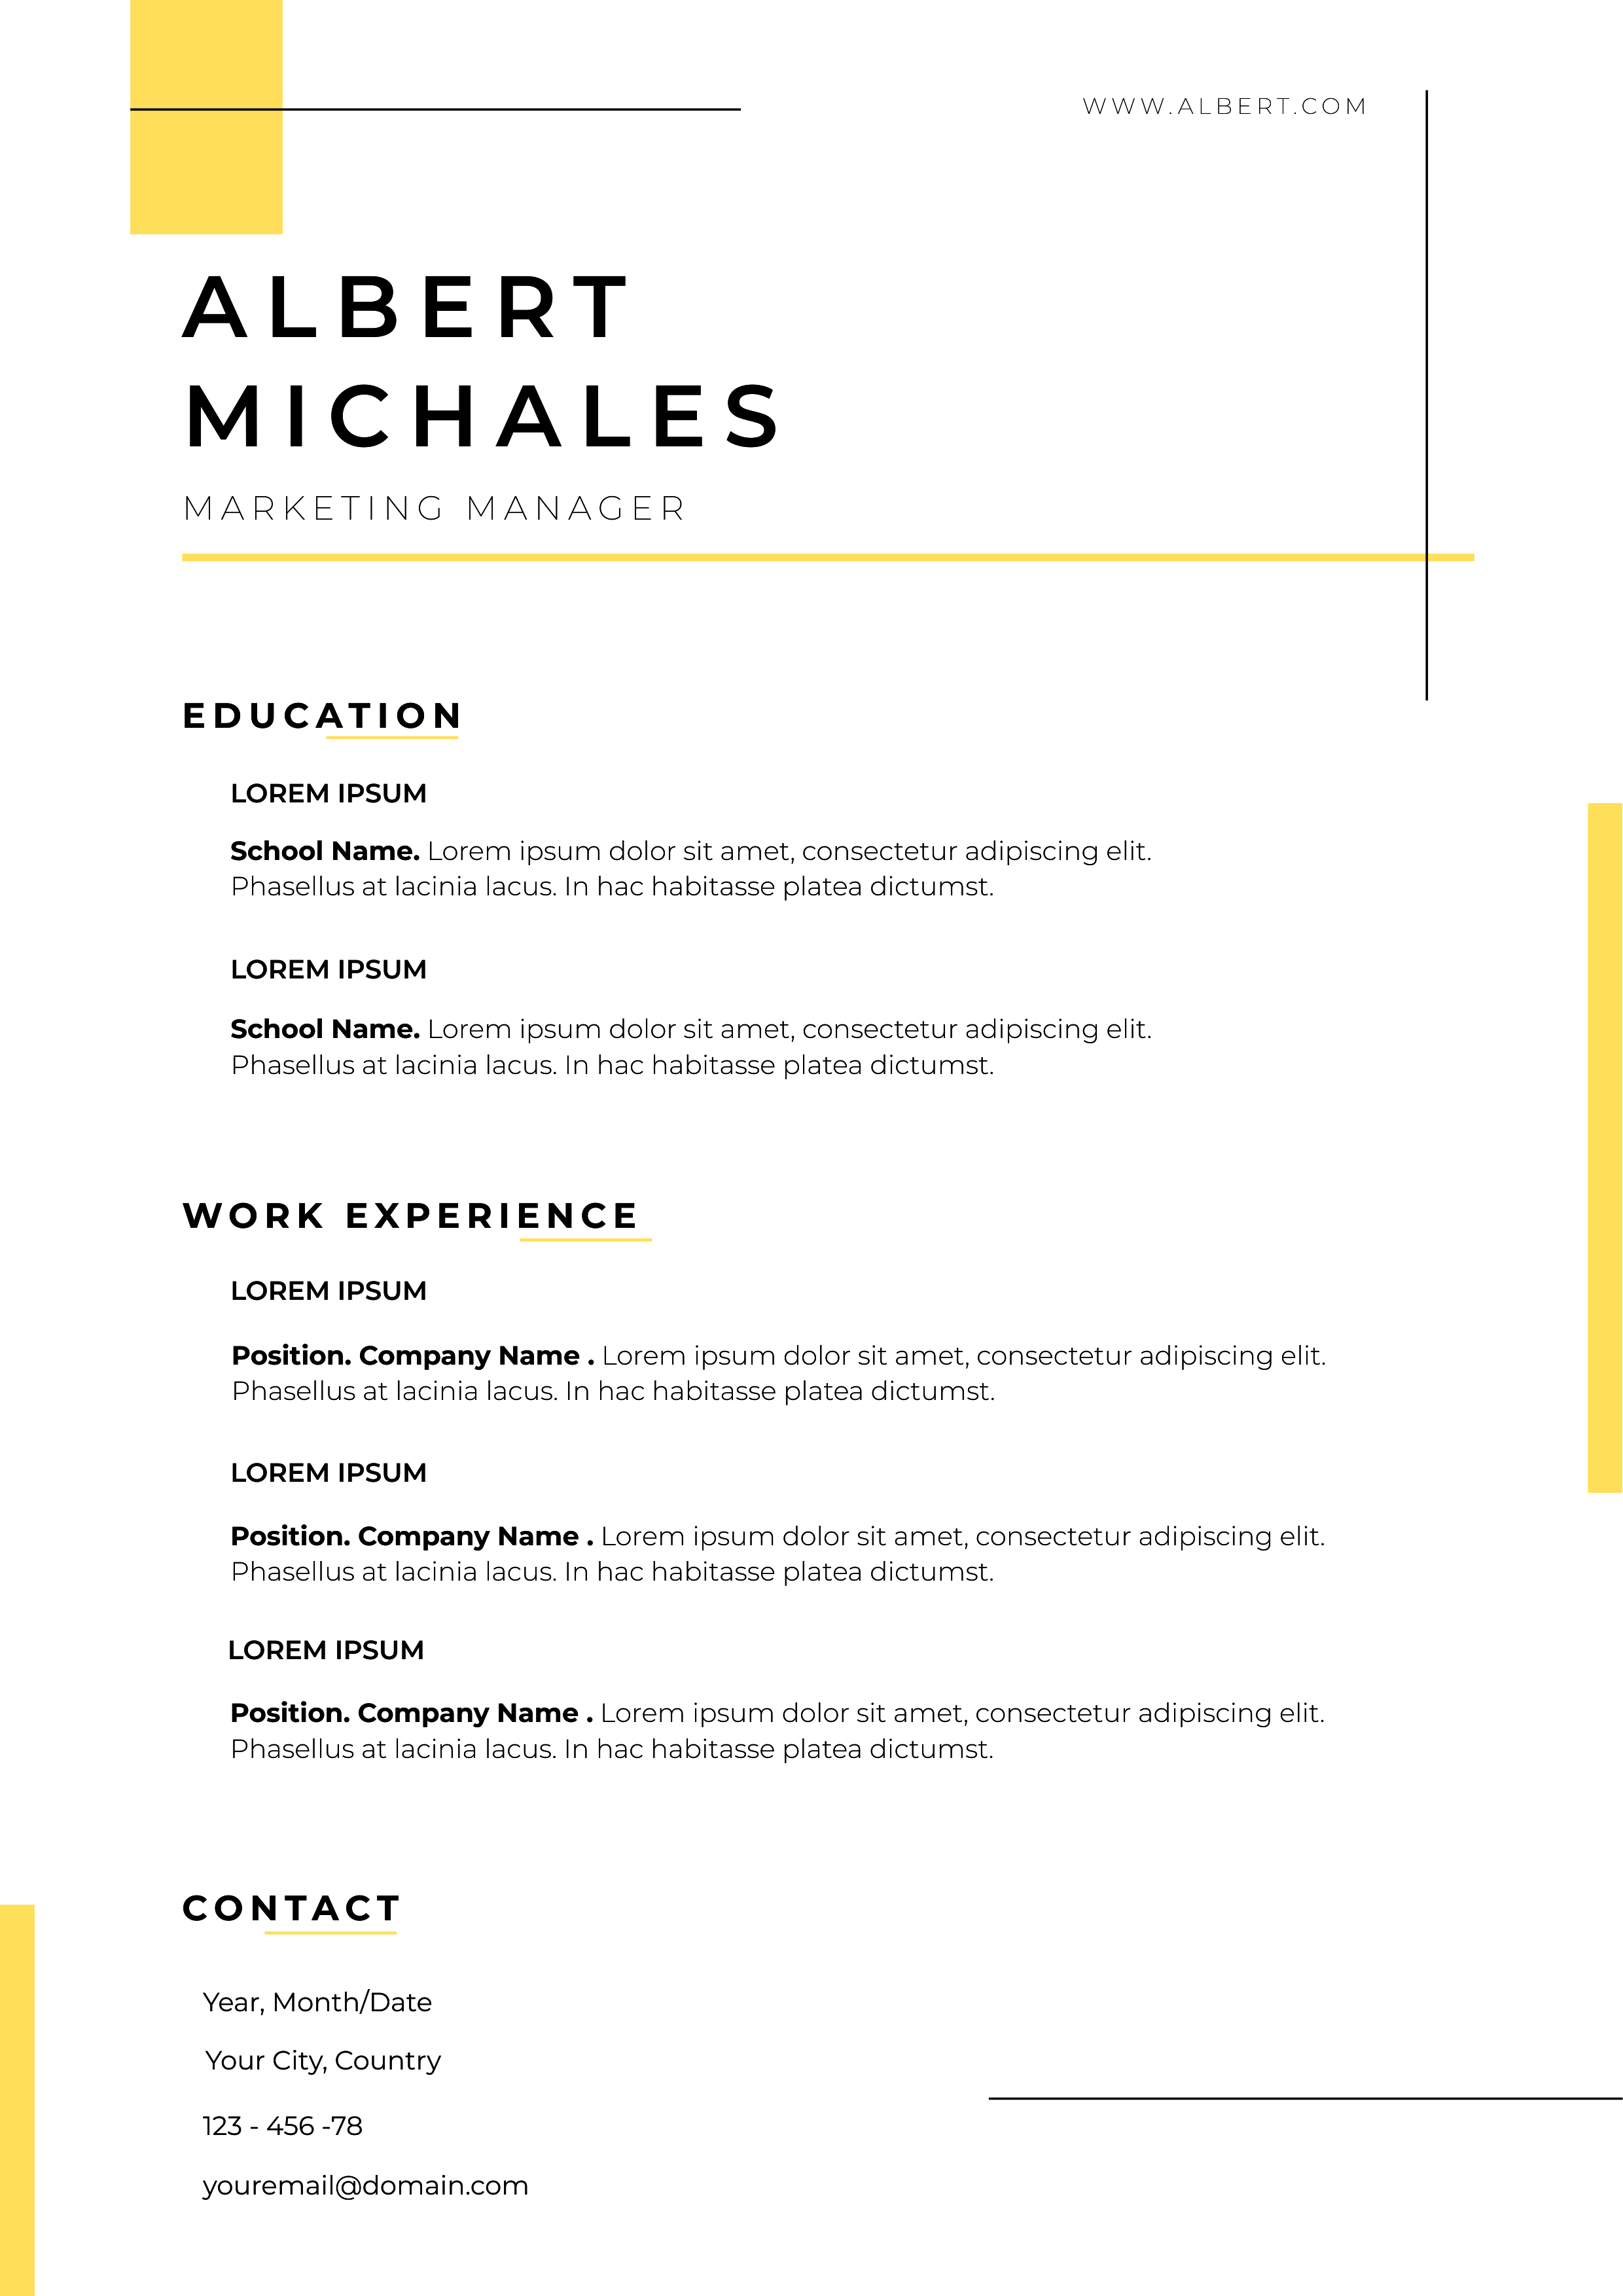 WWW.ALBERT.COM
ALBERT
MICHALES
MARKETING MANAGER
EDUCATION
LOREM IPSUM
School Name. Lorem ipsum dolor sit amet, consectetur adipiscing elit.
Phasellus at lacinia lacus. In hac habitasse platea dictumst.
LOREM IPSUM
School Name. Lorem ipsum dolor sit amet, consectetur adipiscing elit.
Phasellus at lacinia lacus. In hac habitasse platea dictumst.
WORK EXPERIENCE
LOREM IPSUM
Position. Company Name . Lorem ipsum dolor sit amet, consectetur adipiscing elit.
Phasellus at lacinia lacus. In hac habitasse platea dictumst.
LOREM IPSUM
Position. Company Name . Lorem ipsum dolor sit amet, consectetur adipiscing elit.
Phasellus at lacinia lacus. In hac habitasse platea dictumst.
LOREM IPSUM
Position. Company Name . Lorem ipsum dolor sit amet, consectetur adipiscing elit.
Phasellus at lacinia lacus. In hac habitasse platea dictumst.
CONTACT
Year, Month/Date
Your City, Country
123 - 456 -78
youremail@domain.com